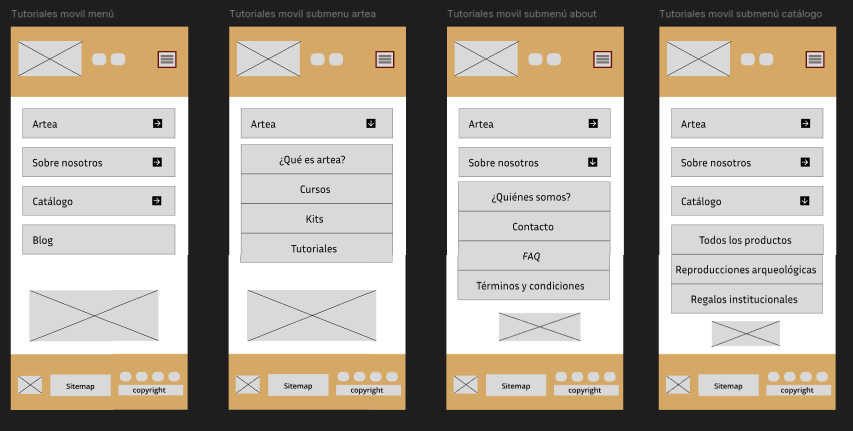 Tutoriales movil menú
Artea
Sobre nosotros
Catálogo
Blog
Sitemap
copyright
Tutoriales movil submenu artea
Artea
¿Qué es artea?
Cursos
Kits
Tutoriales
Sitemap
copyright
Tutoriales movil submenú about
Artea
Sobre nosotros
¿Quiénes somos?
Contacto
FAQ
Términos y condiciones
Sitemap
copyright
Tutoriales movil submenú catálogo
Artea
Sobre nosotros
Catálogo
Todos los productos
Reproducciones arqueológicas
Regalos institucionales
Sitemap
copyright